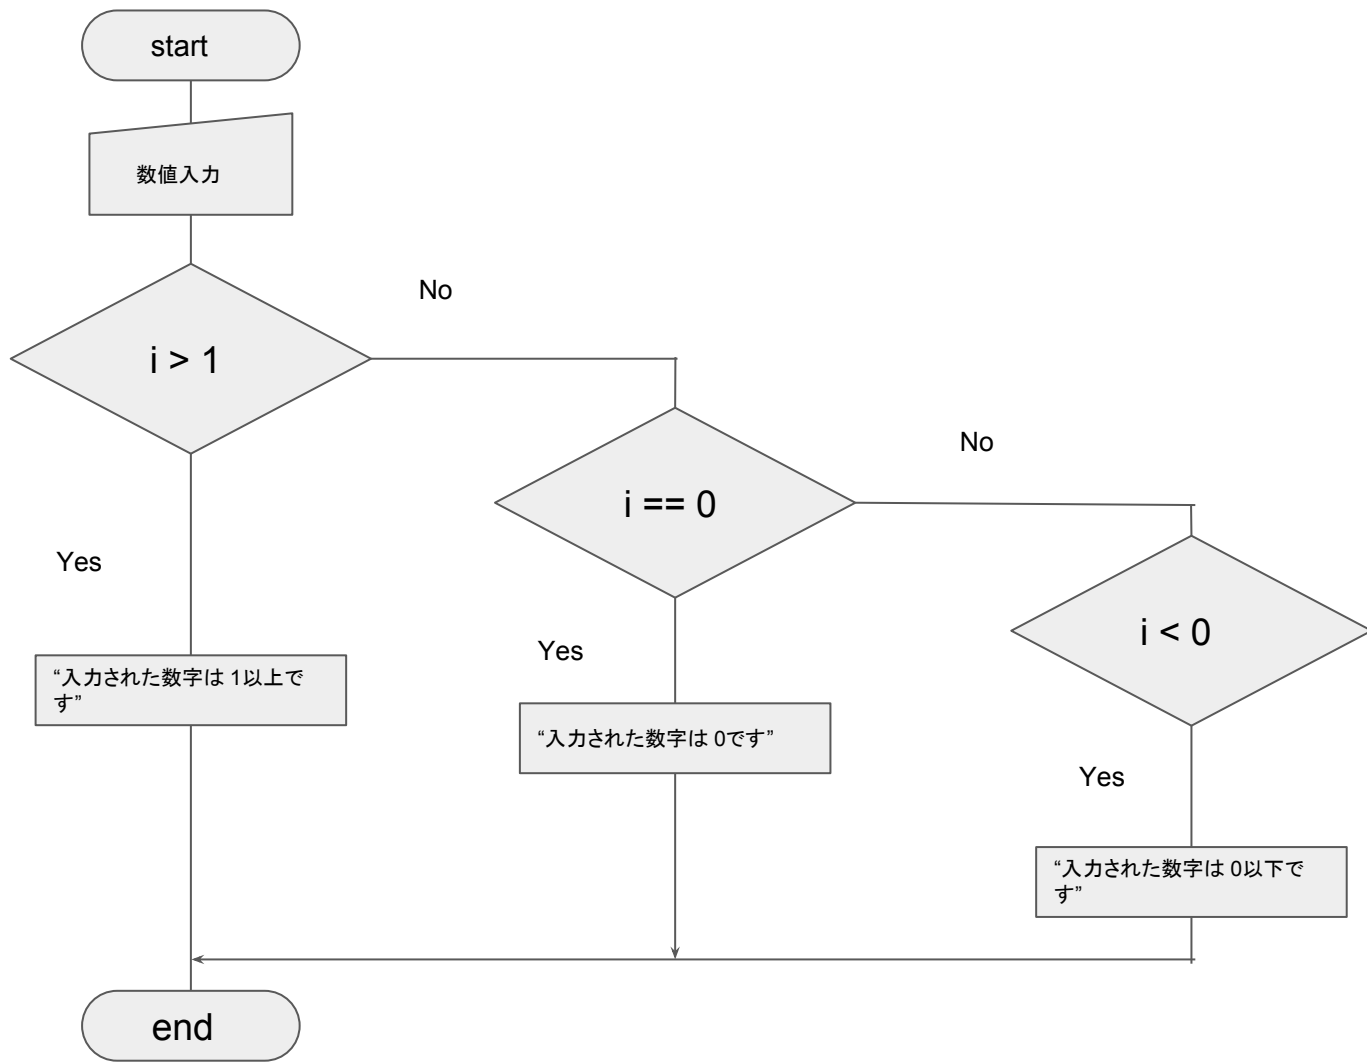 start
数値入力
No
i > 1
No
i == 0
Yes
i < 0
Yes
“入力された数字は 1以上で
す”
“入力された数字は 0です”
Yes
“入力された数字は 0以下で
す”
end